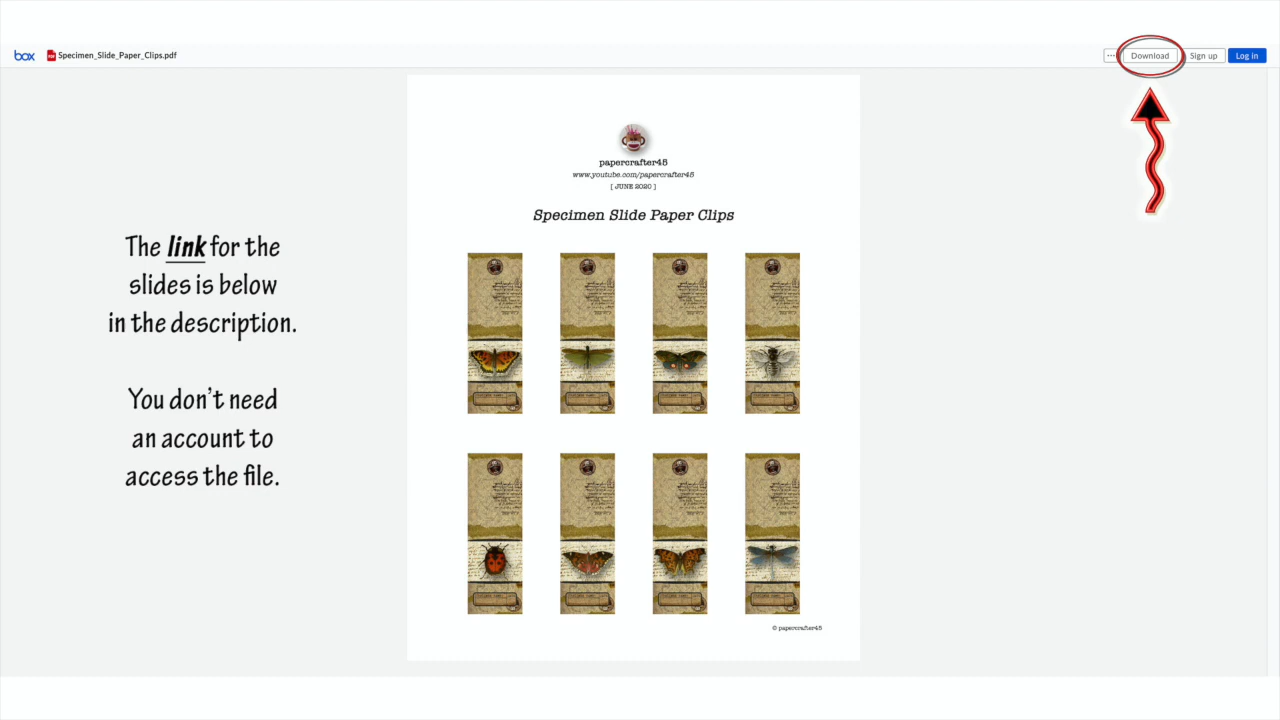 box
PDF
Specimen_Slide_Paper_Clips.pdf
Download
Sign up
Log in
papercrafter45
www.youtube.com/papercrafter45
[ JUNE 2020 ]
Specimen Slide Paper Clips
The link for the
slides is below
in the description.
You don't need
an account to
access the file.
© papercrafter45